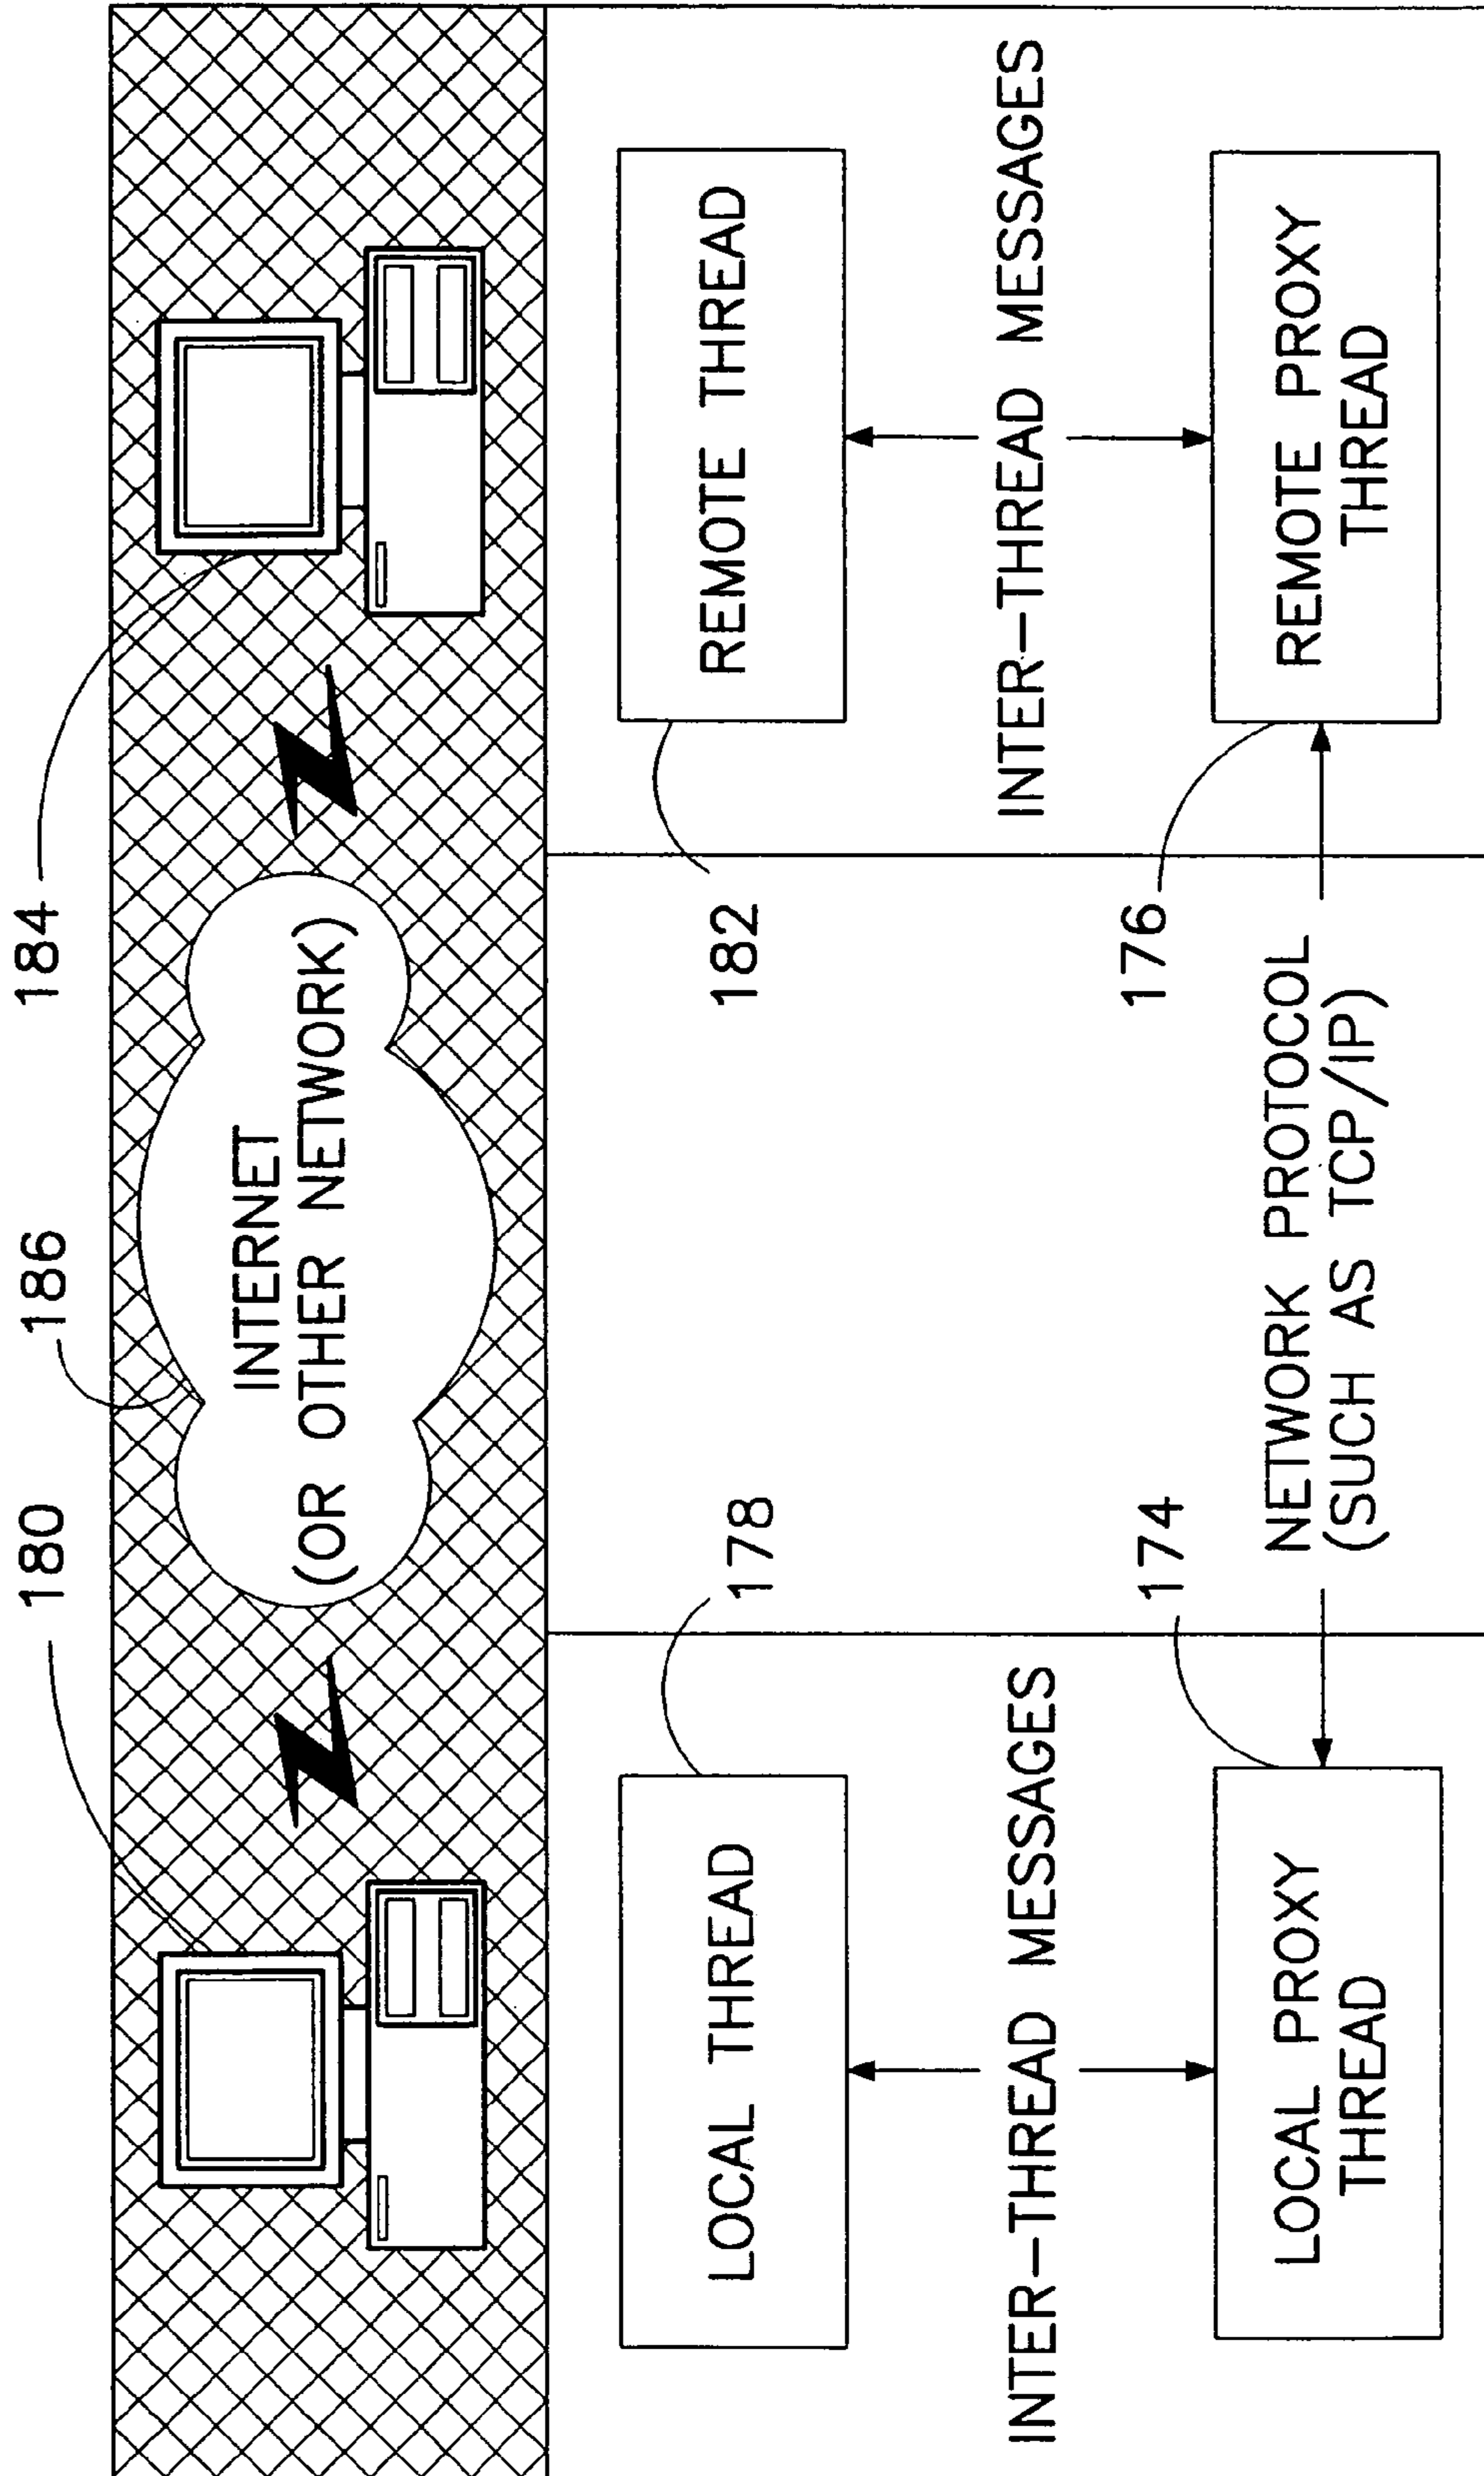 180
186
184
INTERNET
(OR OTHER NETWORK)
LOCAL THREAD
178
182
REMOTE THREAD
INTER-THREAD MESSAGES
INTER-THREAD MESSAGES
174
176
LOCAL PROXY
THREAD
NETWORK PROTOCOL
(SUCH AS TCP/IP)
REMOTE PROXY
THREAD